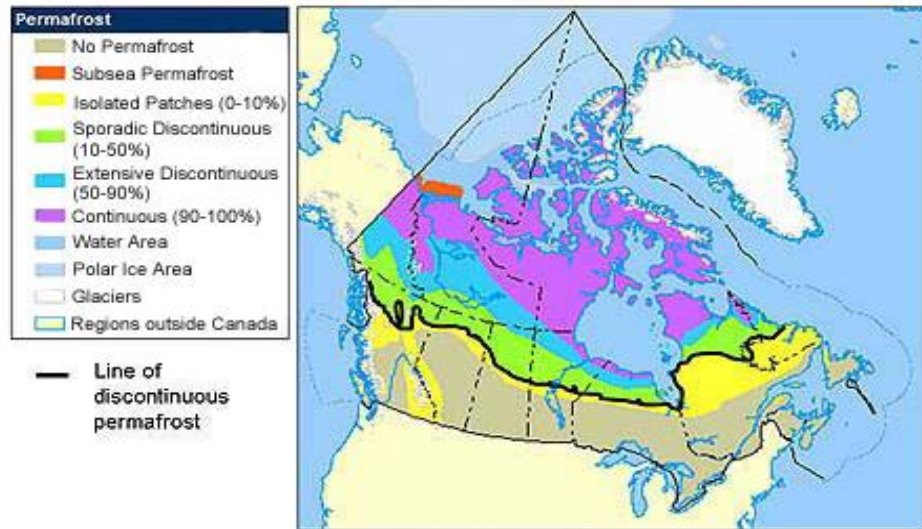 Permafrost
No Permafrost
Subsea Permafrost
Isolated Patches (0-10%)
Sporadic Discontinuous
(10-50%)
Extensive Discontinuous
(50-90%)
Continuous (90-100%)
Water Area
Polar Ice Area
Glaciers
Regions outside Canada
Line of
discontinuous
permafrost